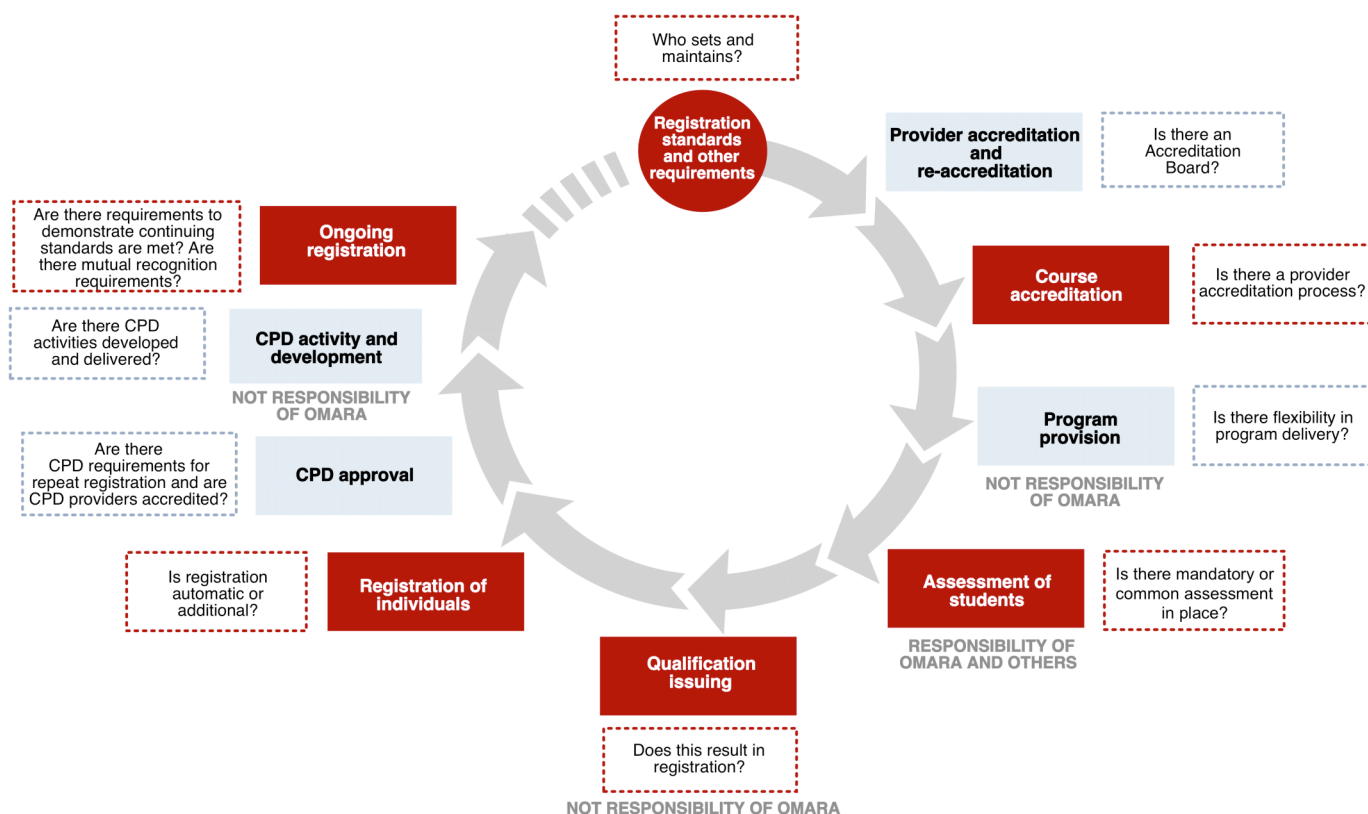 Who sets and
maintains?
Registration
standards
and other
requirements
Provider accreditation
and
re-accreditation
Is there an
Accreditation
Board?
Course
accreditation
Is there a provider
accreditation process?
Program
provision
Is there flexibility in
program delivery?
NOT RESPONSIBILITY
OF OMARA
Assessment of
students
Is there mandatory or
common assessment
in place?
RESPONSIBILITY OF
OMARA AND OTHERS
Qualification
issuing
Does this result in
registration?
NOT RESPONSIBILITY OF OMARA
Registration of
individuals
Is registration
automatic or
additional?
CPD approval
Are there
CPD requirements for
repeat registration and are
CPD providers accredited?
CPD activity and
development
Are there CPD
activities developed
and delivered?
NOT RESPONSIBILITY
OF OMARA
Ongoing
registration
Are there requirements to
demonstrate continuing
standards are met? Are
there mutual recognition
requirements?